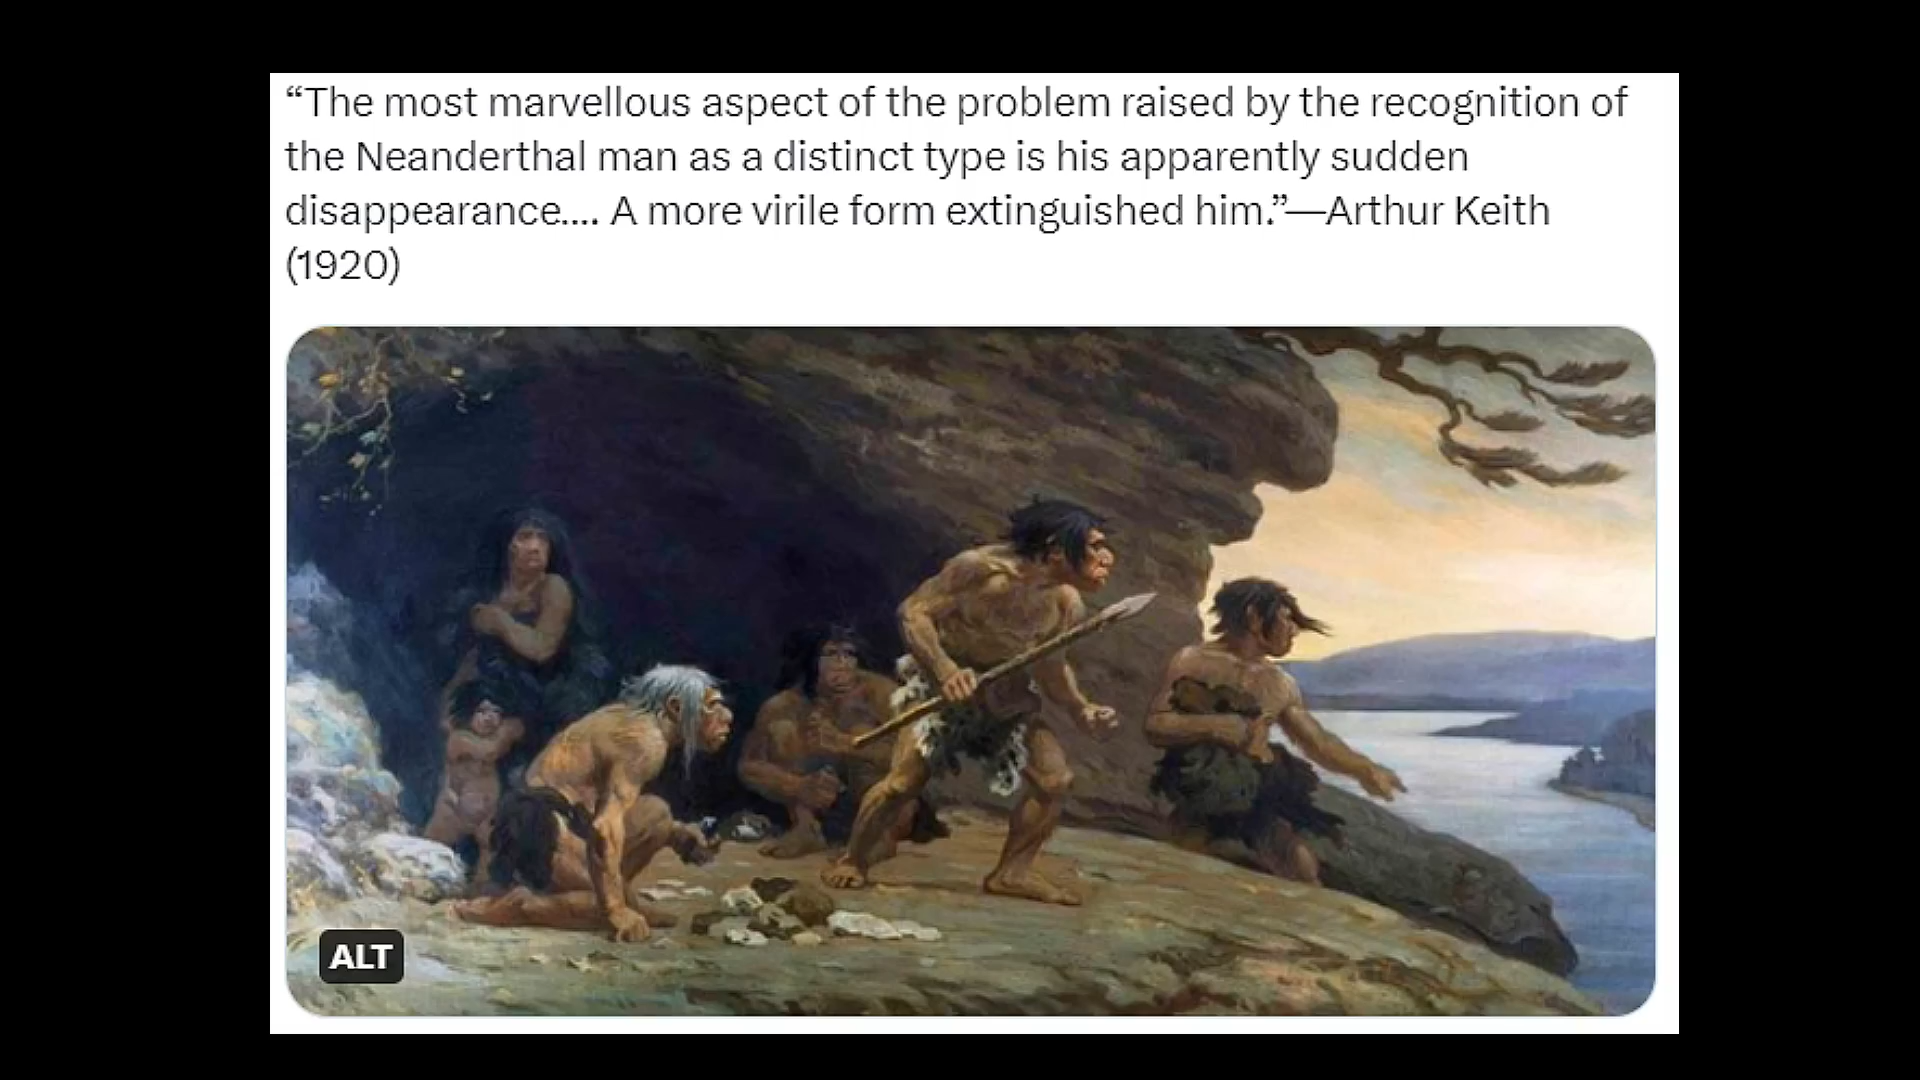 “The most marvellous aspect of the problem raised by the recognition of
the Neanderthal man as a distinct type is his apparently sudden
disappearance.... A more virile form extinguished him.”—Arthur Keith
(1920)
ALT